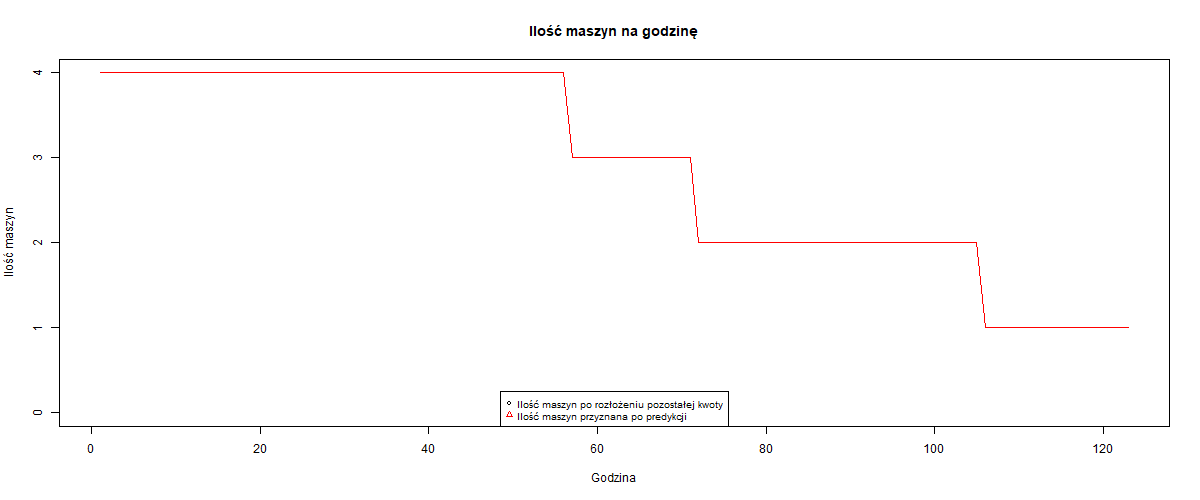 Ilość maszyn na godzinę
Ilość maszyn
4
3
2
1
0
Ilość maszyn po rozłożeniu pozostałej kwoty
Ilość maszyn przyznana po predykcji
0 20 40 60 80 100 120
Godzina